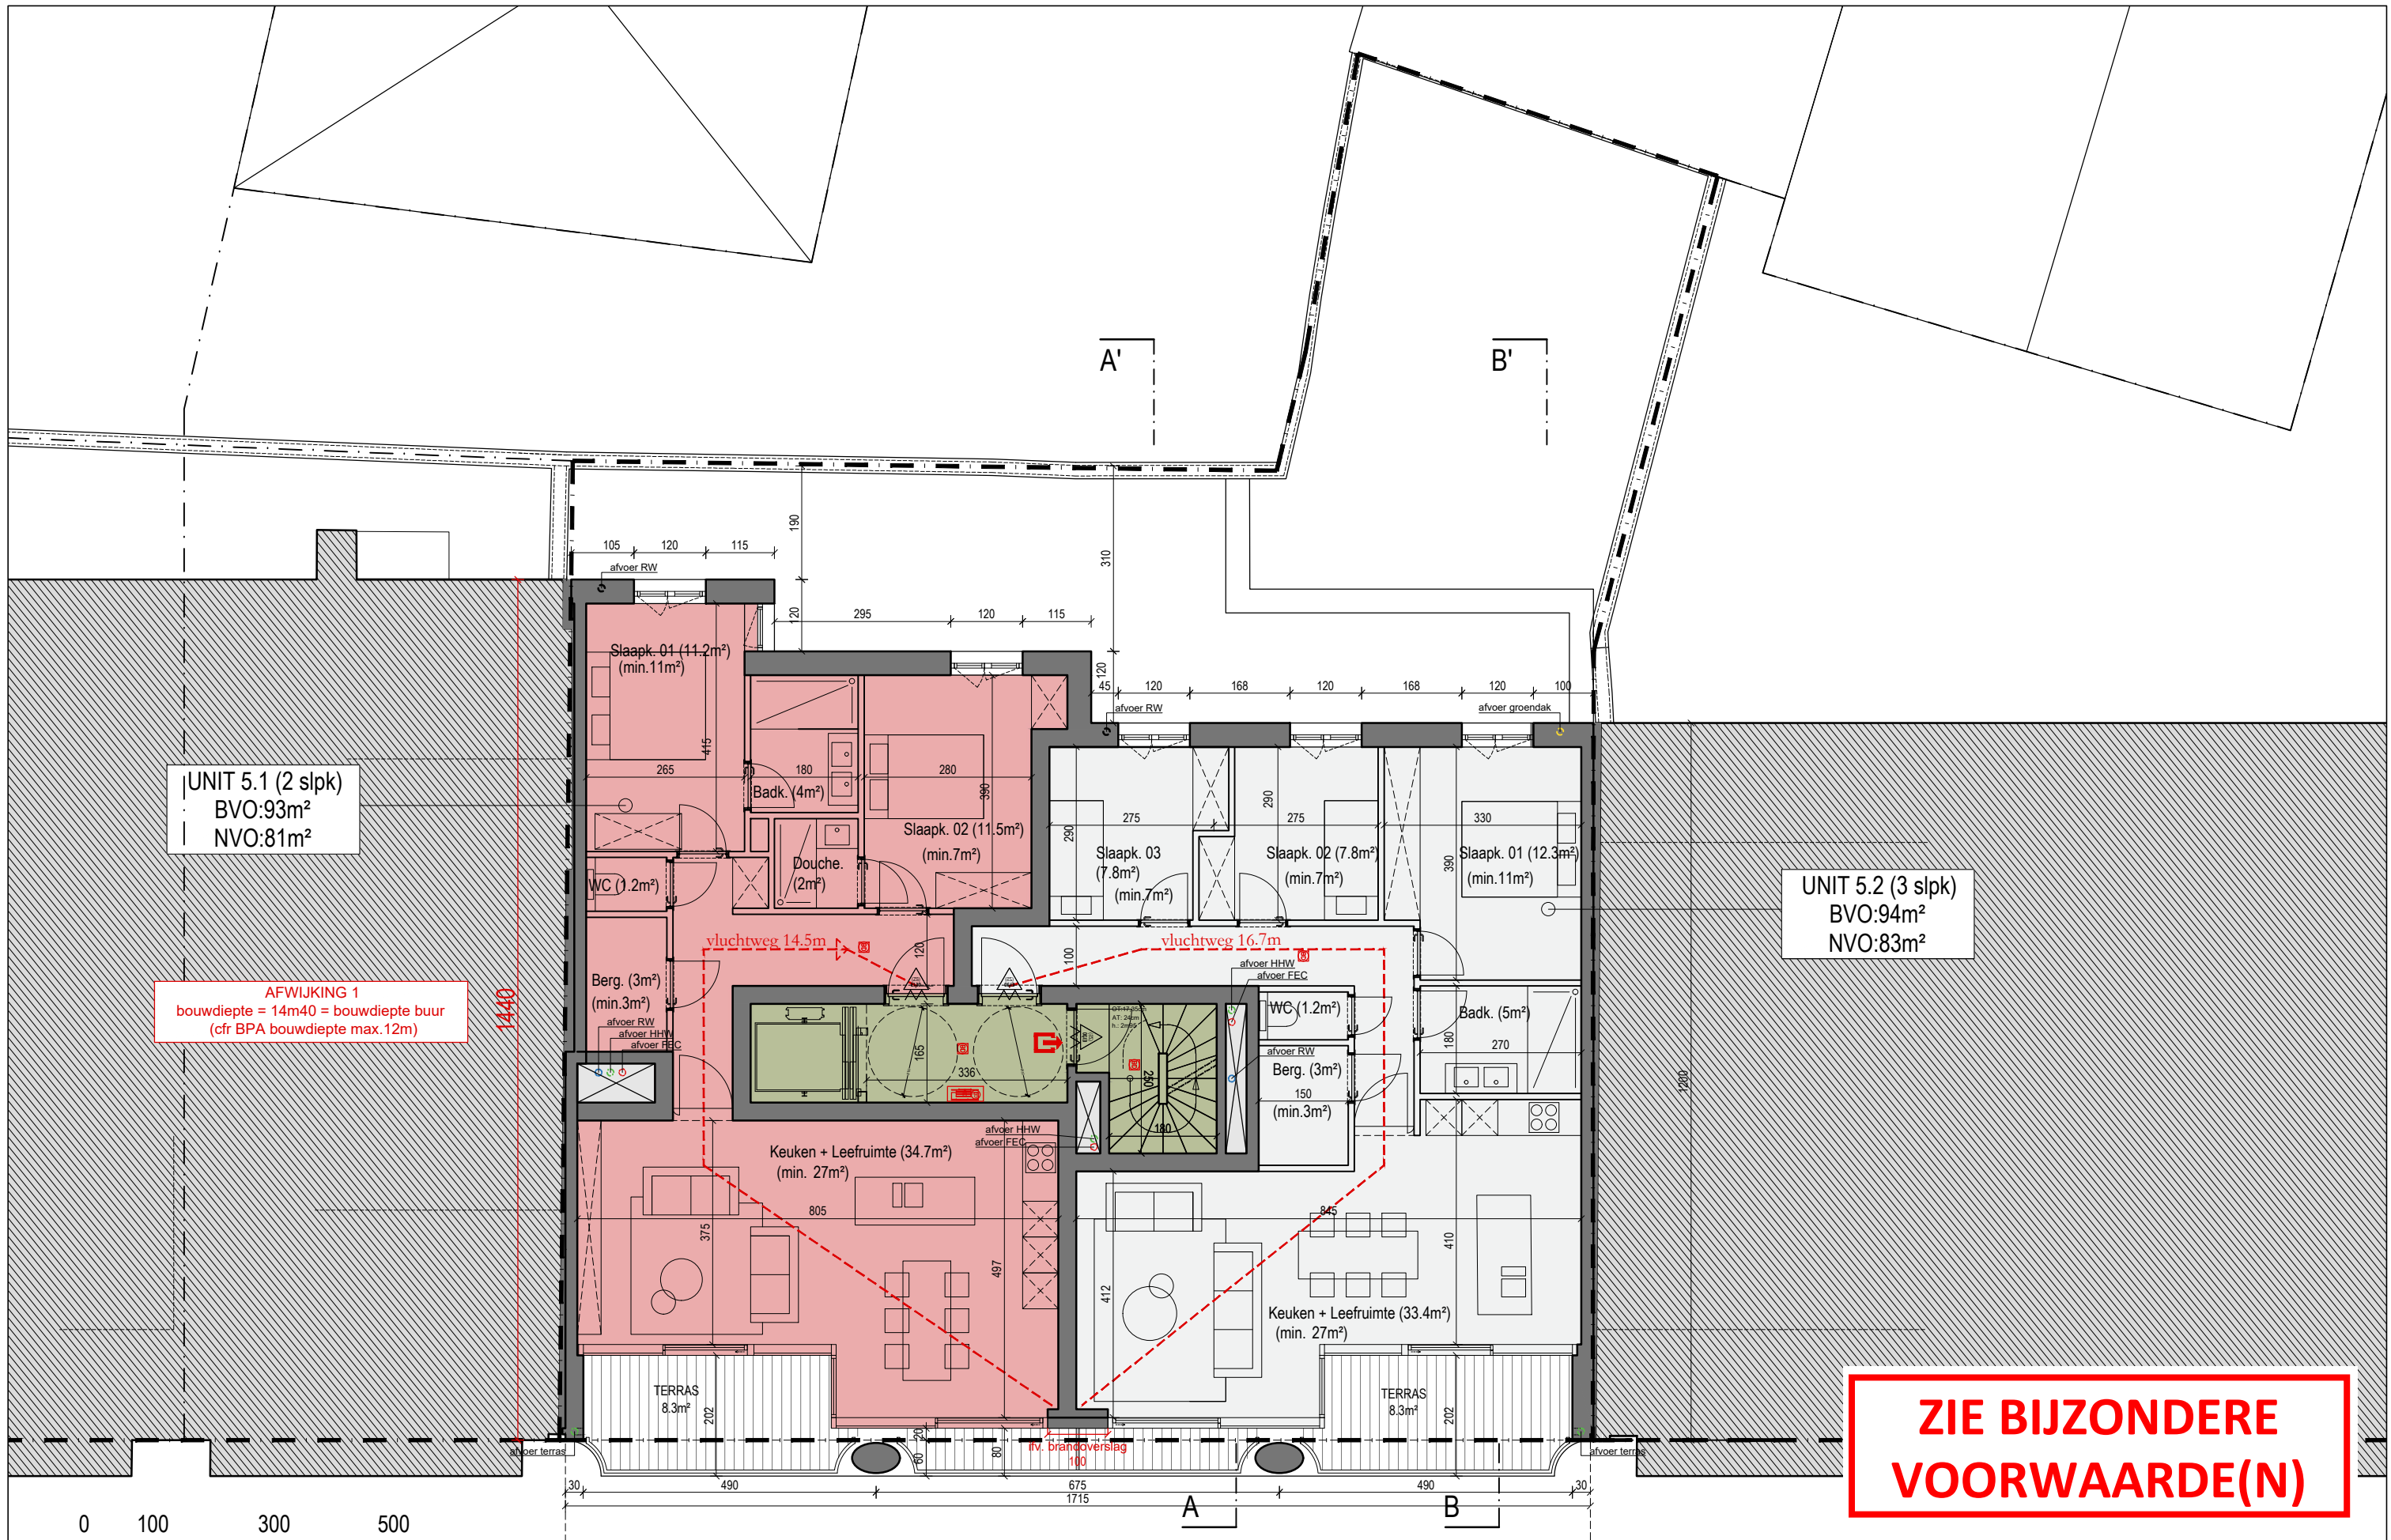 A'
B'
190
310
105
120
115
afvoer RW
120
295
120
115
120
45
120
168
120
168
120
100
afvoer RW
afvoer groendak
Slaapk. 01 (11.2m²)
(min.11m²)
415
265
180
280
390
Badk. (4m²)
Slaapk. 02 (11.5m²)
(min.7m²)
Douche.
(2m²)
WC (1.2m²)
UNIT 5.1 (2 slpk)
BVO:93m²
NVO:81m²
290
275
290
275
330
390
Slaapk. 03
(7.8m²)
(min.7m²)
Slaapk. 02 (7.8m²)
(min.7m²)
Slaapk. 01 (12.3m²)
(min.11m²)
UNIT 5.2 (3 slpk)
BVO:94m²
NVO:83m²
vluchtweg 14.5m
120
vluchtweg 16.7m
100
afvoer HHW
afvoer FEC
Berg. (3m²)
(min.3m²)
AFWIJKING 1
bouwdiepte = 14m40 = bouwdiepte buur
(cfr BPA bouwdiepte max.12m)
1440
afvoer RW
afvoer HHW
afvoer FEC
165
336
AT: 24cm
250
180
WC (1.2m²)
afvoer RW
Berg. (3m²)
150
(min.3m²)
Badk. (5m²)
180
270
1200
afvoer HHW
afvoer FEC
Keuken + Leefruimte (34.7m²)
(min. 27m²)
805
375
497
845
410
412
Keuken + Leefruimte (33.4m²)
(min. 27m²)
TERRAS
8.3m²
202
TERRAS
8.3m²
202
afvoer terras
20
60
80
ifv. brandoverslag
100
afvoer terras
30
490
675
490
30
1715
A
B
0
100
300
500
ZIE BIJZONDERE
VOORWAARDE(N)